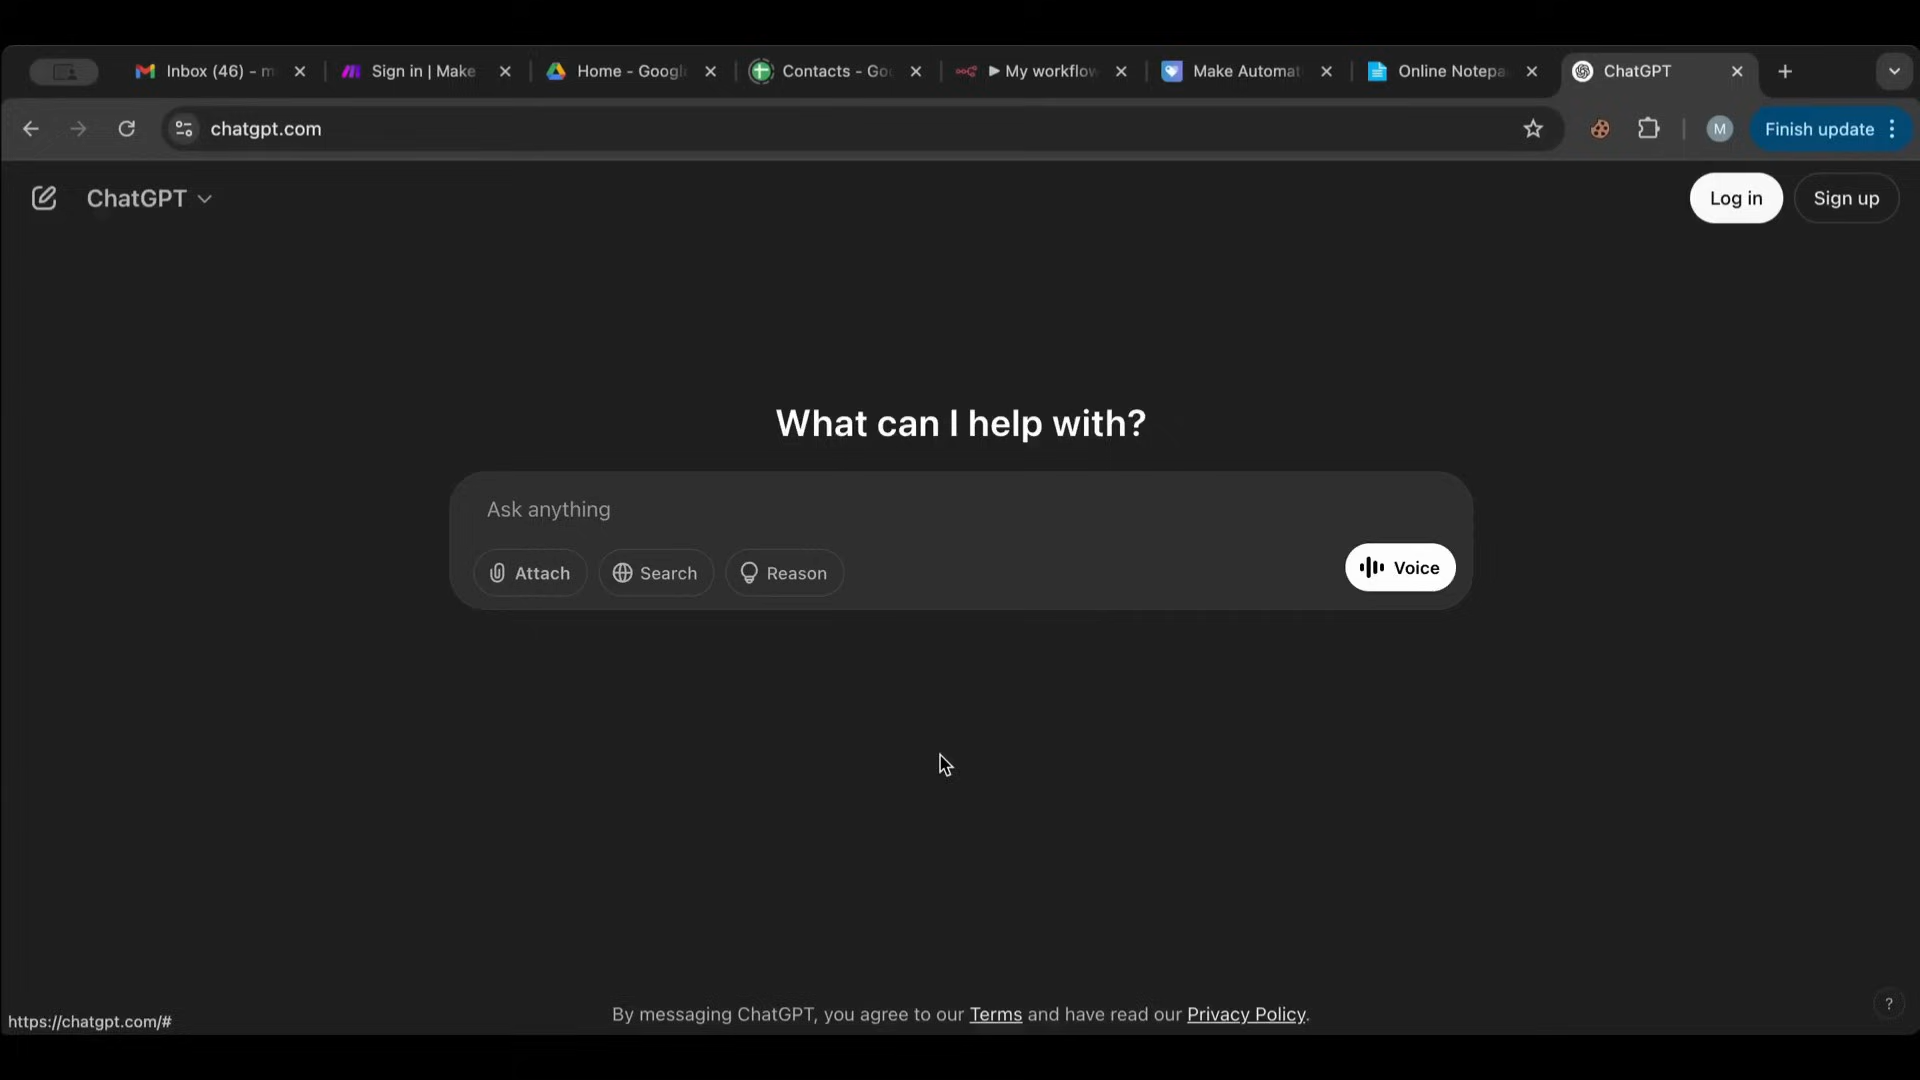 Inbox (46) - m
Sign in | Make
Home - Googl
Contacts - Go
My workflow
Make Automat
Online Notepa
ChatGPT
chatgpt.com
M
Finish update
ChatGPT
Log in
Sign up
What can I help with?
Ask anything
Attach
Search
Reason
Voice
By messaging ChatGPT, you agree to our Terms and have read our Privacy Policy.
?
https://chatgpt.com/#